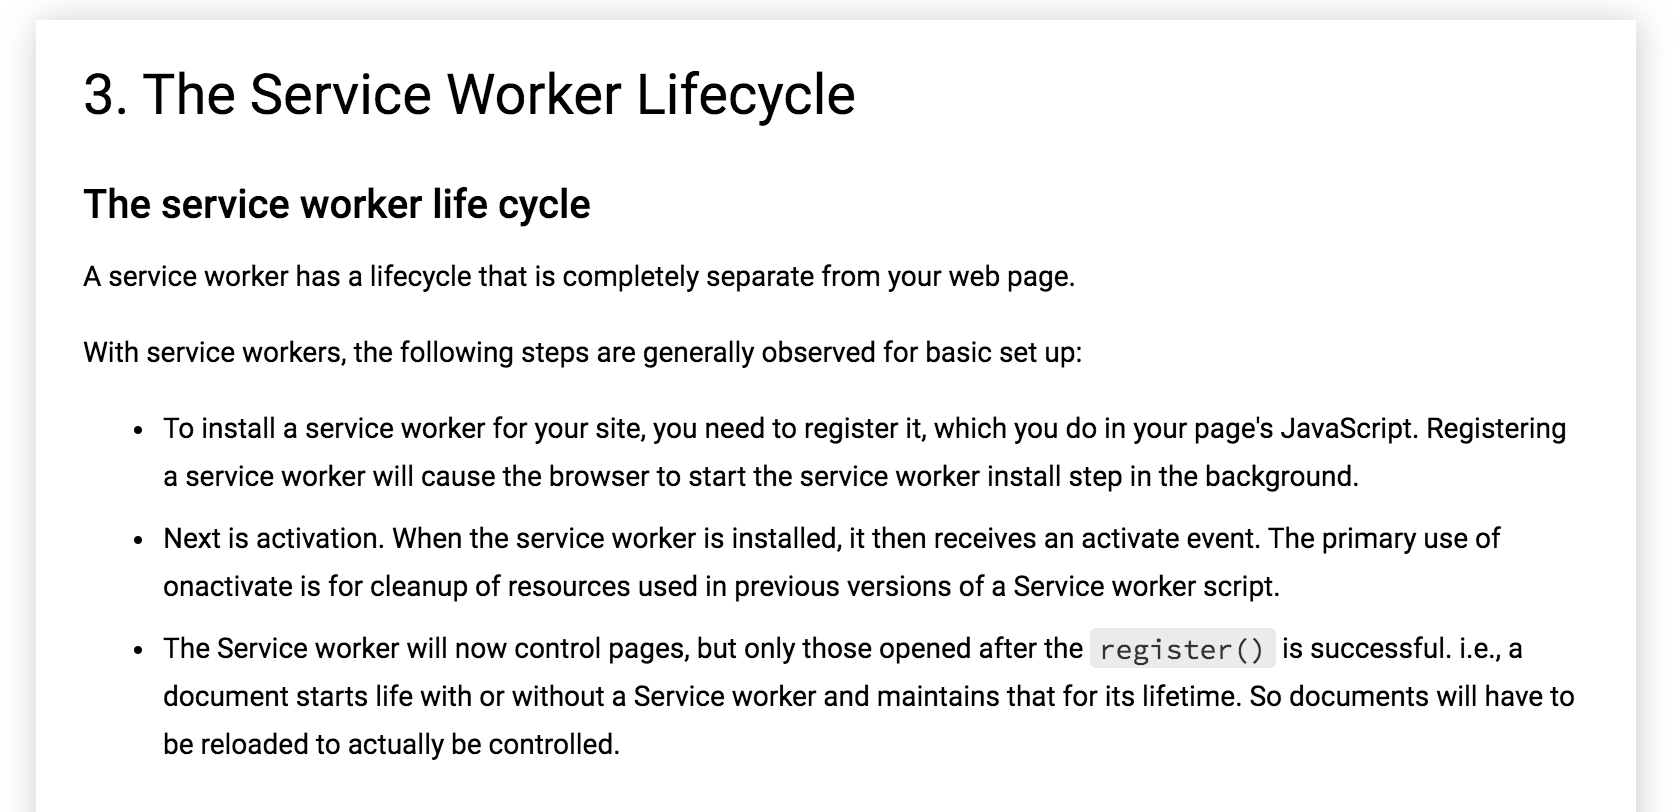 3. The Service Worker Lifecycle
The service worker life cycle
A service worker has a lifecycle that is completely separate from your web page.
With service workers, the following steps are generally observed for basic set up:
• To install a service worker for your site, you need to register it, which you do in your page's JavaScript. Registering
a service worker will cause the browser to start the service worker install step in the background.
• Next is activation. When the service worker is installed, it then receives an activate event. The primary use of
onactivate is for cleanup of resources used in previous versions of a Service worker script.
• The Service worker will now control pages, but only those opened after the register() is successful. i.e., a
document starts life with or without a Service worker and maintains that for its lifetime. So documents will have to
be reloaded to actually be controlled.